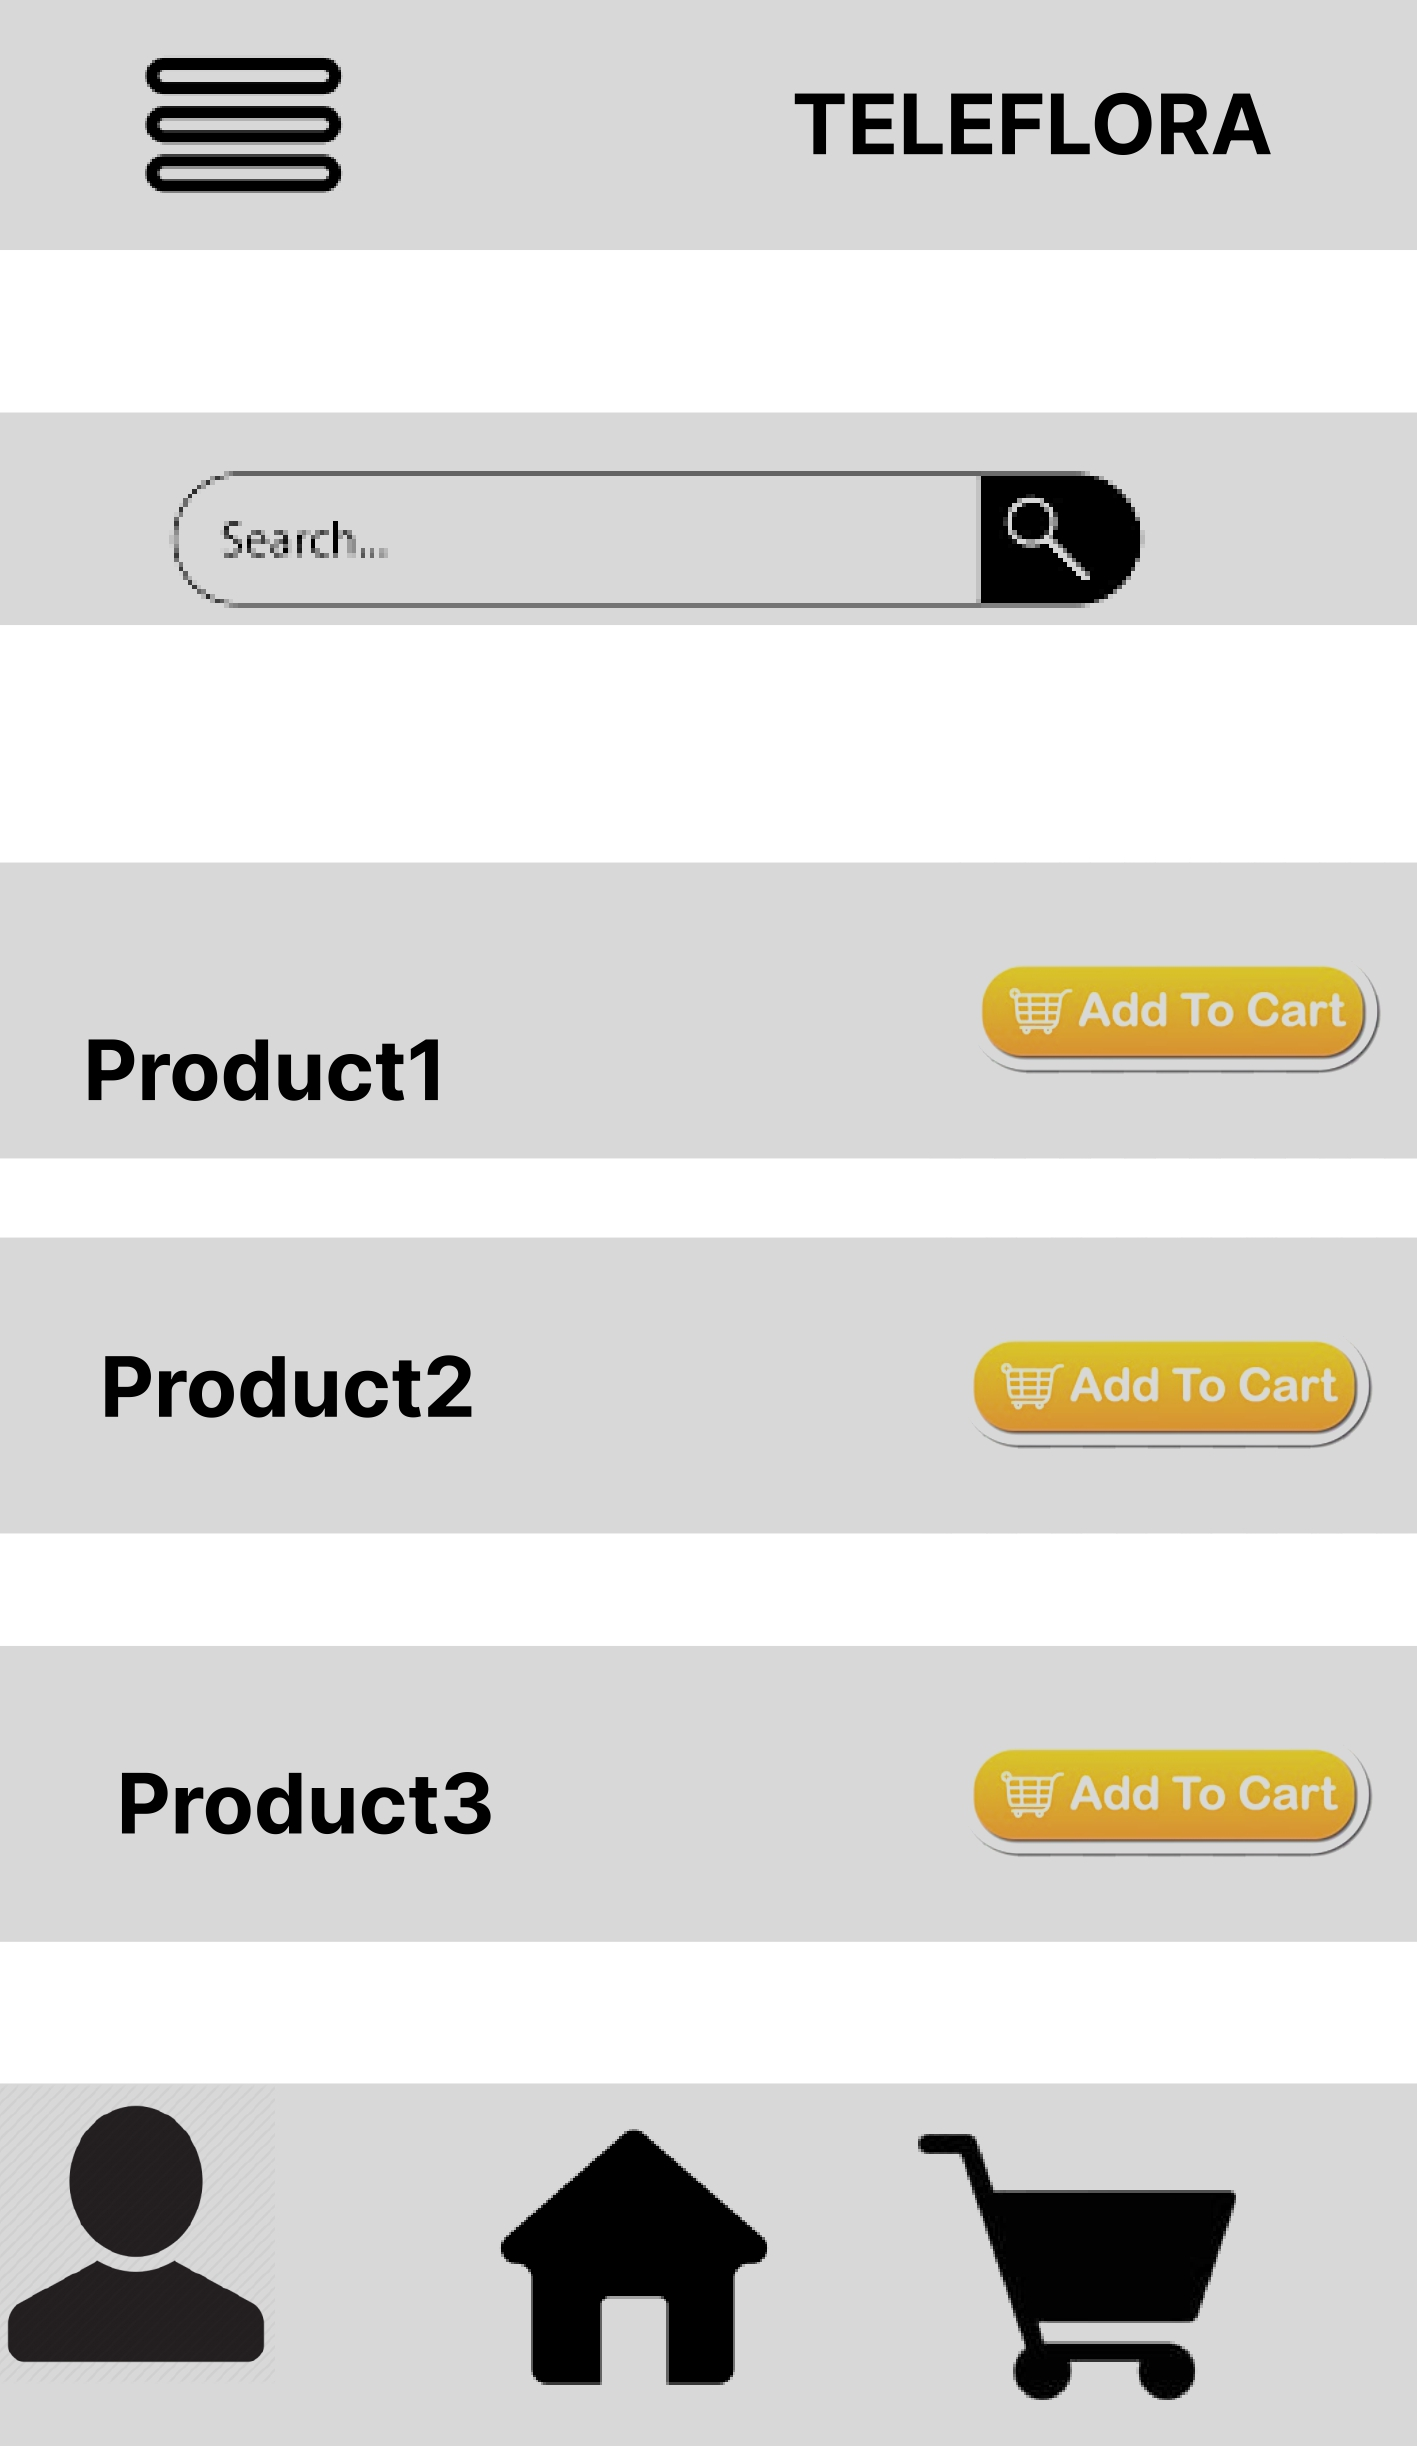 TELEFLORA
Search...
Add To Cart
Product1
Product2
Add To Cart
Product3
Add To Cart